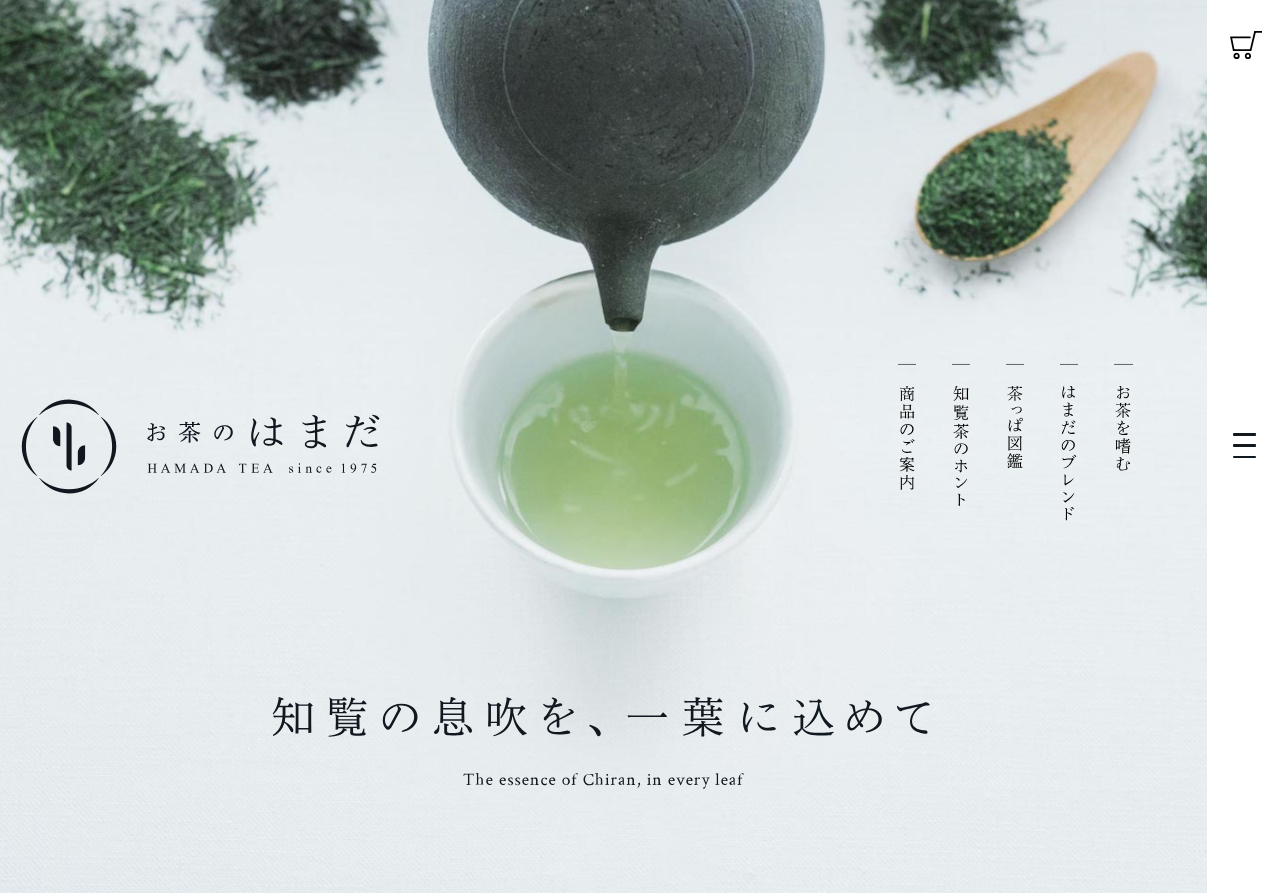 お茶のはまだ
HAMADA TEA since 1975
お茶を嗜む
はまだのブレンド
茶っぱ図鑑
知覧茶のホント
商品のご案内
知覧の息吹を、一葉に込めて
The essence of Chiran, in every leaf